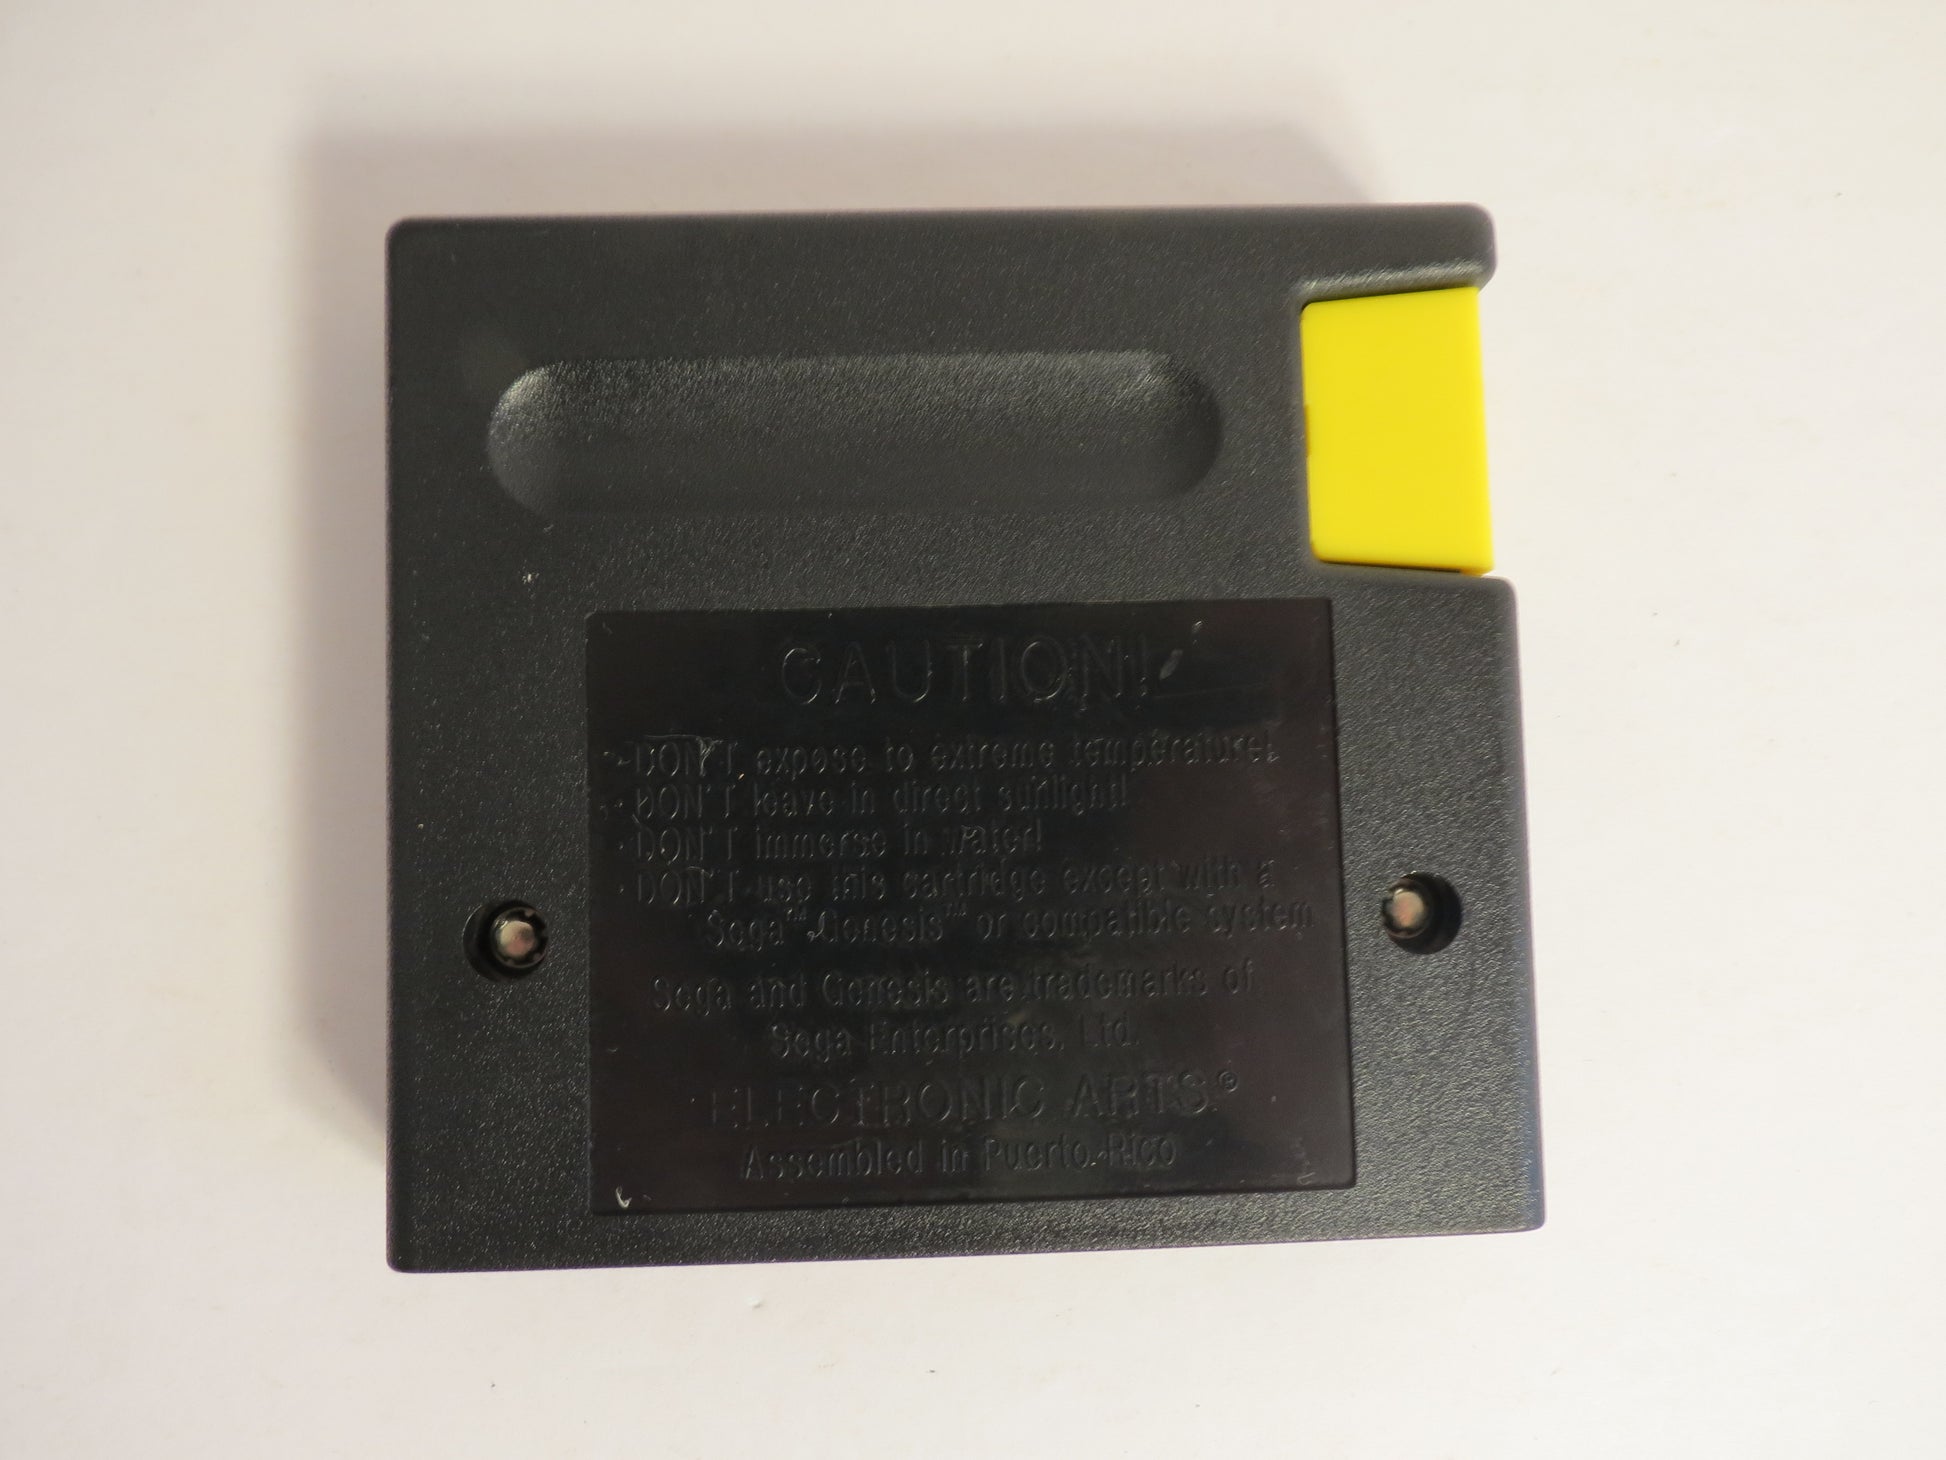 CAUTION!
· DON'T expose to extreme temperature!
· DON'T leave in direct sunlight!
· DON'T immerse in water!
· DON'T use this cartridge except with a
Sega™ Genesis™ or compatible system
Sega and Genesis are trademarks of
Sega Enterprises, Ltd.
ELECTRONIC ARTS®
Assembled in Puerto Rico